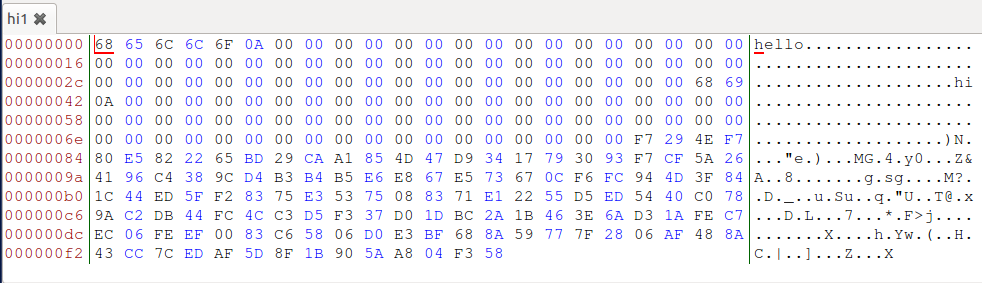 hi1 ✖
00000000 68 65 6C 6C 6F 0A 00 00 00 00 00 00 00 00 00 00 00 00 00 00 00 00 hello.................
00000016 00 00 00 00 00 00 00 00 00 00 00 00 00 00 00 00 00 00 00 00 00 00 ......................
0000002c 00 00 00 00 00 00 00 00 00 00 00 00 00 00 00 00 00 00 00 00 68 69 ....................hi
00000042 0A 00 00 00 00 00 00 00 00 00 00 00 00 00 00 00 00 00 00 00 00 00 ......................
00000058 00 00 00 00 00 00 00 00 00 00 00 00 00 00 00 00 00 00 00 00 00 00 ......................
0000006e 00 00 00 00 00 00 00 00 00 00 00 00 00 00 00 00 00 00 F7 29 4E F7 ...................)N.
00000084 80 E5 82 22 65 BD 29 CA A1 85 4D 47 D9 34 17 79 30 93 F7 CF 5A 26 ..."e.)...MG.4.y0...Z&
0000009a 41 96 C4 38 9C D4 B3 B4 B5 E6 E8 67 E5 73 67 0C F6 FC 94 4D 3F 84 A..8.......g.sg....M?.
000000b0 1C 44 ED 5F F2 83 75 E3 53 75 08 83 71 E1 22 55 D5 ED 54 40 C0 78 .D._..u.Su..q."U..T@.x
000000c6 9A C2 DB 44 FC 4C C3 D5 F3 37 D0 1D BC 2A 1B 46 3E 6A D3 1A FE C7 ...D.L...7...*.F>j....
000000dc EC 06 FE EF 00 83 C6 58 06 D0 E3 BF 68 8A 59 77 7F 28 06 AF 48 8A .......X....h.Yw.(..H.
000000f2 43 CC 7C ED AF 5D 8F 1B 90 5A A8 04 F3 58 C.|..]...Z...X